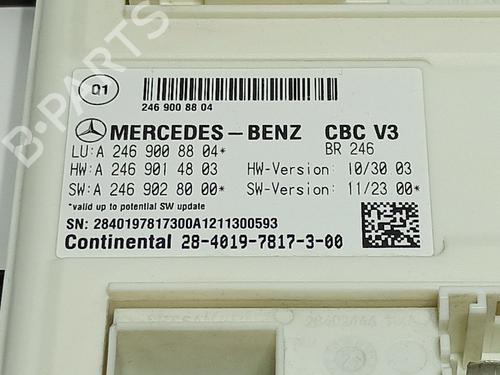 B-PARTS
Q1
246 900 88 04
MERCEDES-BENZ CBC V3
LU:A 246 900 88 04* BR 246
HW:A 246 901 48 03 HW-Version: 10/30 03
SW:A 246 902 80 00* SW-Version: 11/23 00*
*valid up to potential SW update
SN: 2840197817300A1211300593
Continental 28-4019-7817-3-00